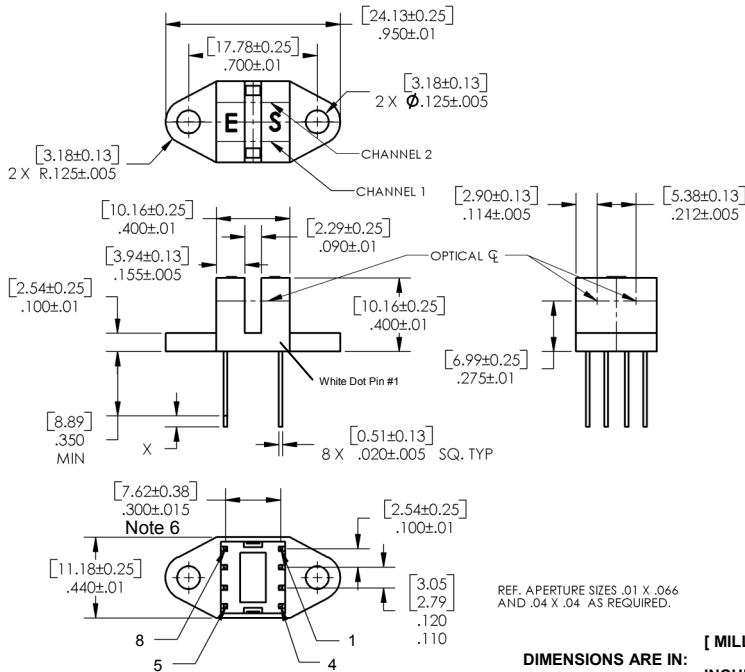 [24.13±0.25]
.950±.01
[17.78±0.25]
.700±.01
[3.18±0.13]
2 X Ø.125±.005
E S
[3.18±0.13]
2 X R.125±.005
CHANNEL 2
CHANNEL 1
[10.16±0.25]
.400±.01
[2.29±0.25]
.090±.01
[3.94±0.13]
.155±.005
[2.54±0.25]
.100±.01
OPTICAL ℄
[10.16±0.25]
.400±.01
[2.90±0.13]
.114±.005
[5.38±0.13]
.212±.005
[6.99±0.25]
.275±.01
White Dot Pin #1
[8.89]
.350
MIN
X
[0.51±0.13]
8 X .020±.005 SQ. TYP
[7.62±0.38]
.300±.015
Note 6
[2.54±0.25]
.100±.01
[11.18±0.25]
.440±.01
[3.05
2.79]
.120
.110
8
5
1
4
REF. APERTURE SIZES .01 X .066
AND .04 X .04 AS REQUIRED.
DIMENSIONS ARE IN: